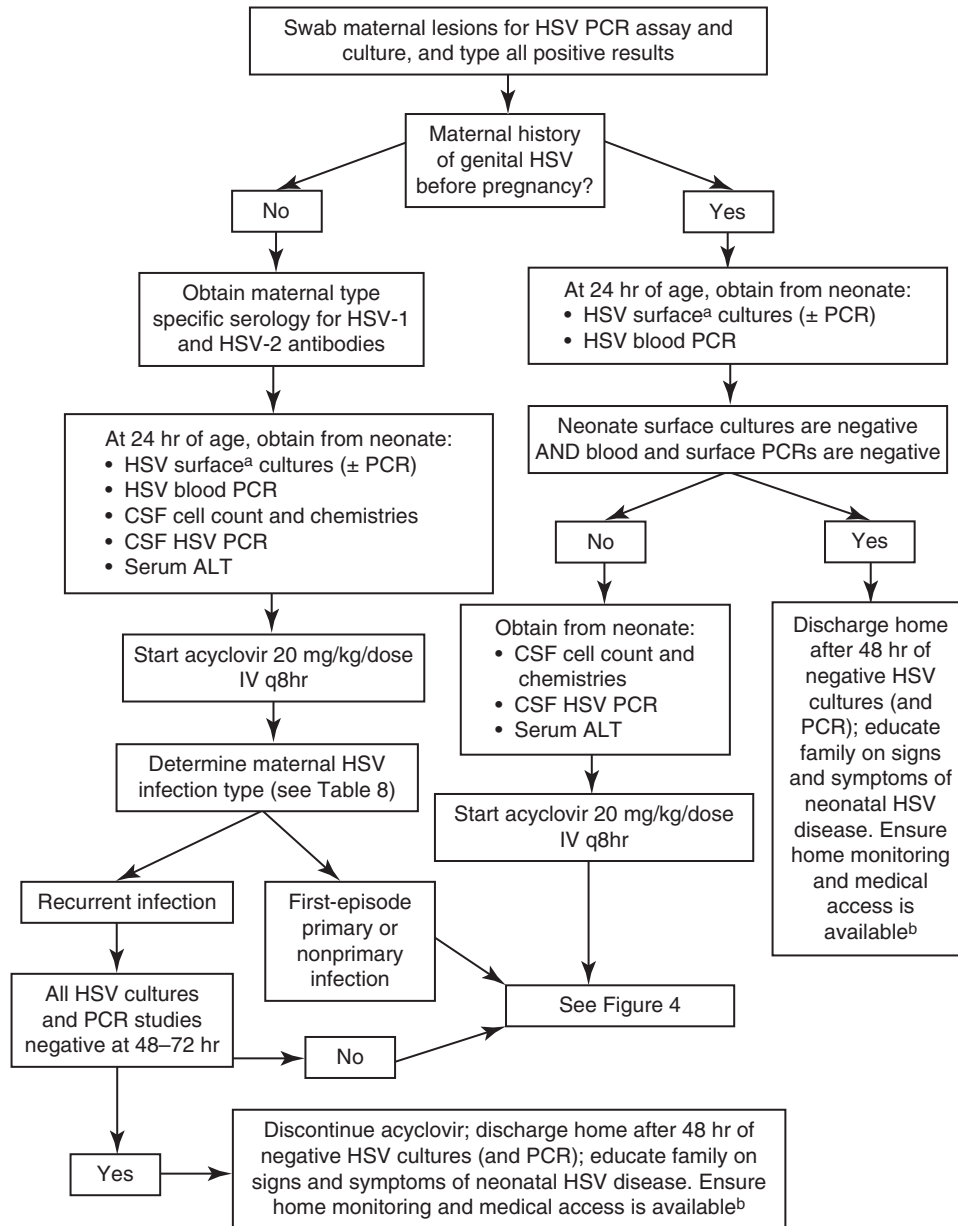 Swab maternal lesions for HSV PCR assay and
culture, and type all positive results
Maternal history
of genital HSV
before pregnancy?
No
Yes
Obtain maternal type
specific serology for HSV-1
and HSV-2 antibodies
At 24 hr of age, obtain from neonate:
• HSV surfaceᵃ cultures (± PCR)
• HSV blood PCR
• CSF cell count and chemistries
• CSF HSV PCR
• Serum ALT
Start acyclovir 20 mg/kg/dose
IV q8hr
Determine maternal HSV
infection type (see Table 8)
Recurrent infection
First-episode
primary or
nonprimary
infection
All HSV cultures
and PCR studies
negative at 48–72 hr
No
Yes
Discontinue acyclovir; discharge home after 48 hr of
negative HSV cultures (and PCR); educate family on
signs and symptoms of neonatal HSV disease. Ensure
home monitoring and medical access is availableᵇ
At 24 hr of age, obtain from neonate:
• HSV surfaceᵃ cultures (± PCR)
• HSV blood PCR
Neonate surface cultures are negative
AND blood and surface PCRs are negative
No
Yes
Obtain from neonate:
• CSF cell count and
chemistries
• CSF HSV PCR
• Serum ALT
Start acyclovir 20 mg/kg/dose
IV q8hr
See Figure 4
Discharge home
after 48 hr of
negative HSV
cultures (and
PCR); educate
family on signs
and symptoms of
neonatal HSV
disease. Ensure
home monitoring
and medical
access is
availableᵇ